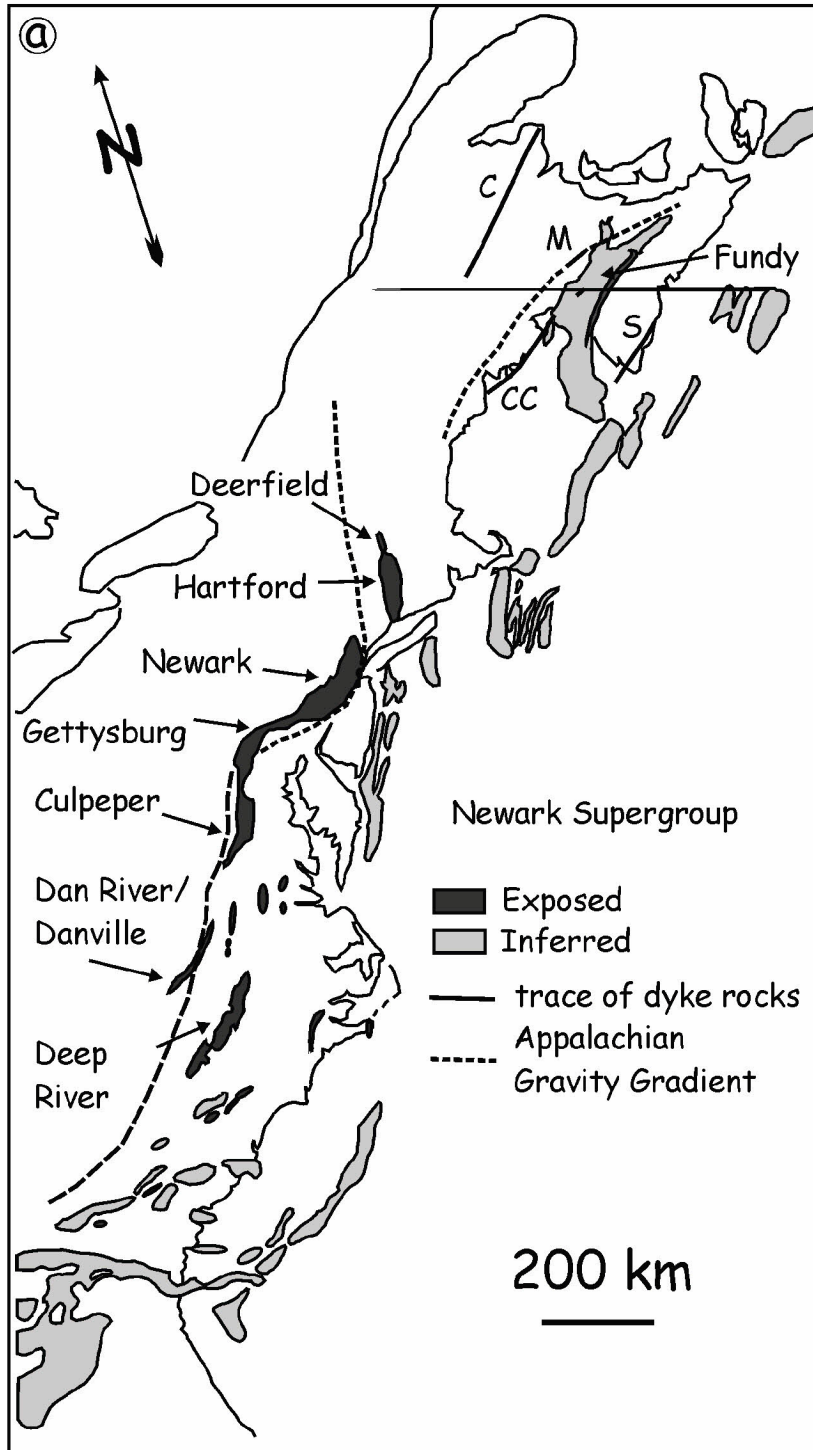 a
N
C
M
Fundy
S
CC
Deerfield
Hartford
Newark
Gettysburg
Culpeper
Newark Supergroup
Dan River/
Danville
Exposed
Inferred
trace of dyke rocks
Deep
River
Appalachian
Gravity Gradient
200 km